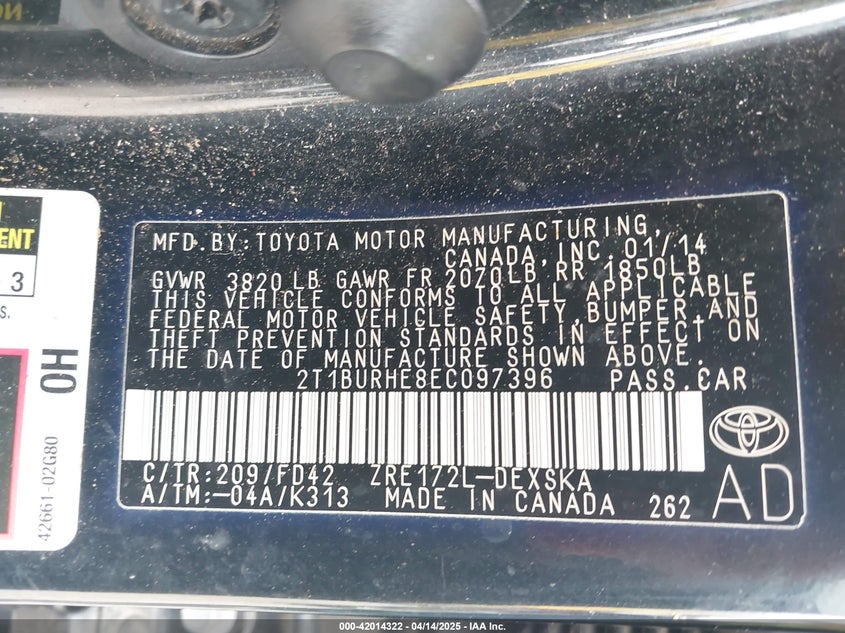 MFD.BY:TOYOTA MOTOR MANUFACTURING,
CANADA,INC. 01/14
GVWR 3820 LB GAWR FR 2070LB RR 1850LB
THIS VEHICLE CONFORMS TO ALL APPLICABLE
FEDERAL MOTOR VEHICLE SAFETY,BUMPER,AND
THEFT PREVENTION STANDARDS IN EFFECT ON
THE DATE OF MANUFACTURE SHOWN ABOVE.
2T1BURHE8EC097396 PASS.CAR
C/TR:209/FD42 ZRE172L-DEXSKA
A/TM:-04A/K313 MADE IN CANADA 262
AD
ENT
3
S.
OH
42661-02G80
000-42014322 - 04/14/2025 - IAA Inc.